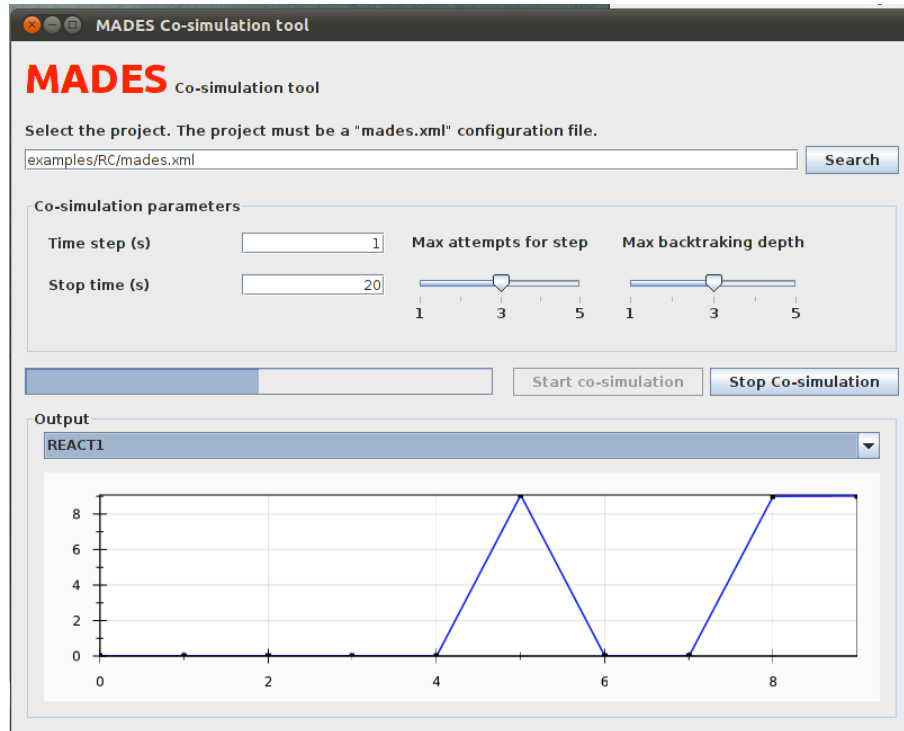 MADES Co-simulation tool
MADES Co-simulation tool
Select the project. The project must be a "mades.xml" configuration file.
examples/RC/mades.xml Search
Co-simulation parameters
Time step (s) 1 Max attempts for step Max backtraking depth
Stop time (s) 20
1 3 5 1 3 5
Start co-simulation Stop Co-simulation
Output
REACT1
8
6
4
2
0
0 2 4 6 8